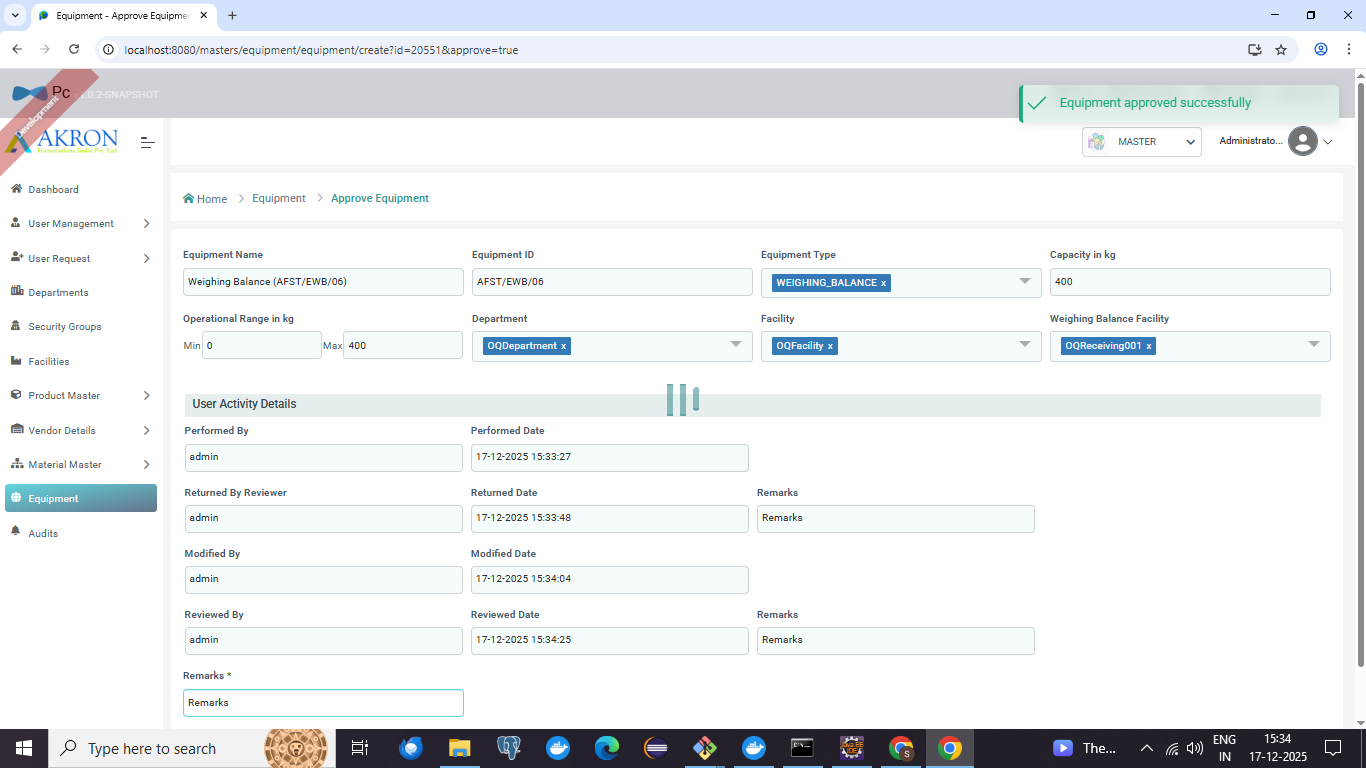 Equipment - Approve Equipme
localhost:8080/masters/equipment/equipment/create?id=20551&approve=true
Pc
.0.2-SNAPSHOT
Development
Equipment approved successfully
AKRON
Formulations India Pvt Ltd
MASTER
Administrato...
Dashboard
User Management
User Request
Departments
Security Groups
Facilities
Product Master
Vendor Details
Material Master
Equipment
Audits
Home > Equipment > Approve Equipment
Equipment Name Equipment ID Equipment Type Capacity in kg
Weighing Balance (AFST/EWB/06) AFST/EWB/06 WEIGHING_BALANCE x 400
Operational Range in kg Department Facility Weighing Balance Facility
Min 0 Max 400 OQDepartment x OQFacility x OQReceiving001 x
User Activity Details
Performed By Performed Date
admin 17-12-2025 15:33:27
Returned By Reviewer Returned Date Remarks
admin 17-12-2025 15:33:48 Remarks
Modified By Modified Date
admin 17-12-2025 15:34:04
Reviewed By Reviewed Date Remarks
admin 17-12-2025 15:34:25 Remarks
Remarks *
Remarks
Type here to search
The...
ENG
IN
15:34
17-12-2025